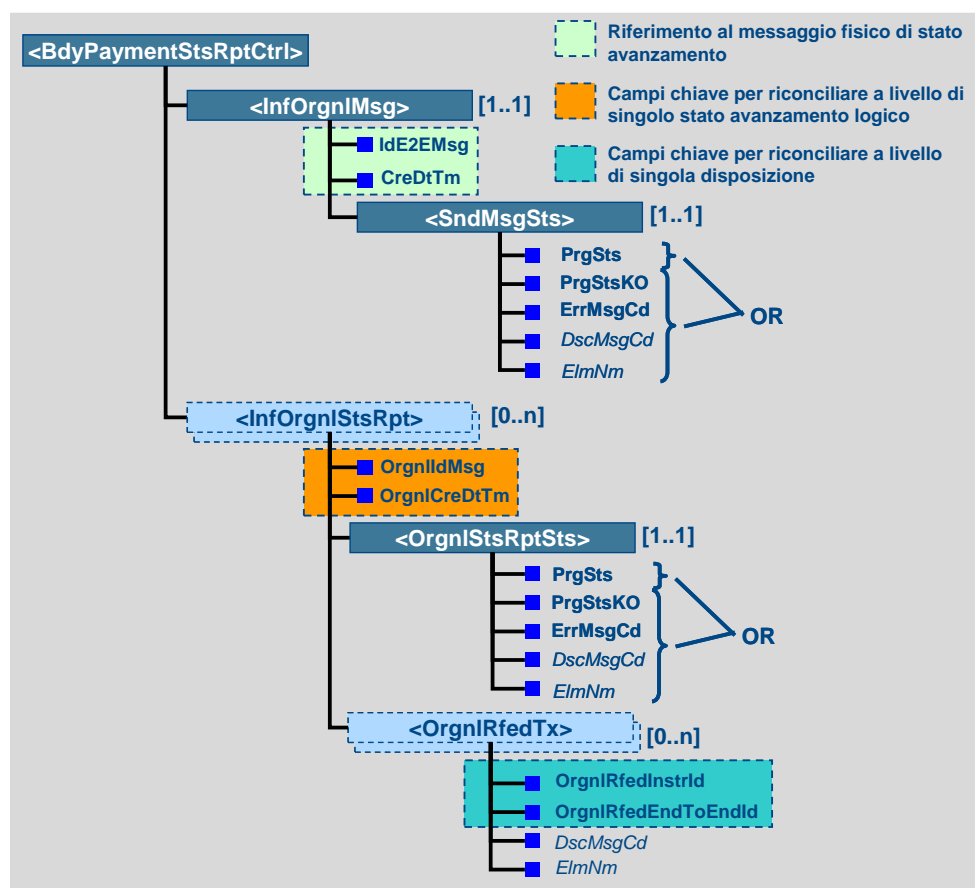 <BdyPaymentStsRptCtrl>
Riferimento al messaggio fisico di stato
avanzamento
<InfOrgnlMsg> [1..1]
Campi chiave per riconciliare a livello di
singolo stato avanzamento logico
IdE2EMsg
CreDtTm
Campi chiave per riconciliare a livello
di singola disposizione
<SndMsgSts> [1..1]
PrgSts
PrgStsKO
ErrMsgCd
OR
DscMsgCd
ElmNm
<InfOrgnlStsRpt> [0..n]
OrgnlIdMsg
OrgnlCreDtTm
<OrgnlStsRptSts> [1..1]
PrgSts
PrgStsKO
ErrMsgCd
OR
DscMsgCd
ElmNm
<OrgnlRfedTx> [0..n]
OrgnlRfedInstrId
OrgnlRfedEndToEndId
DscMsgCd
ElmNm